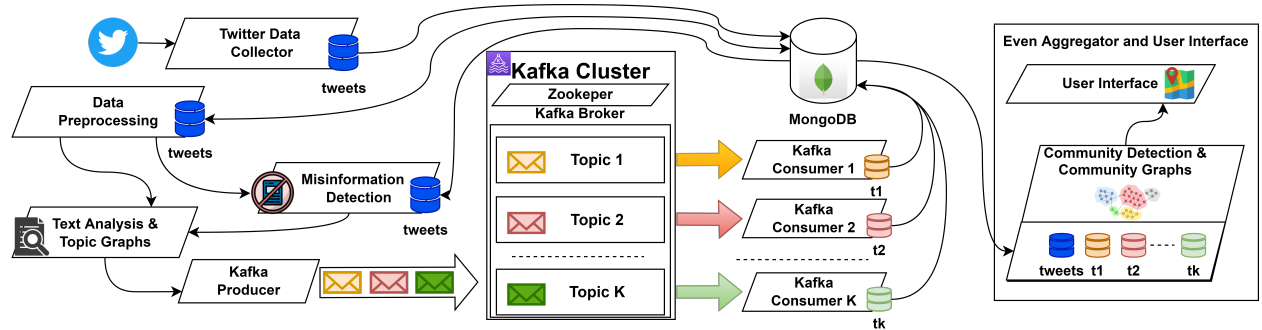 Twitter Data
Collector
tweets
Data
Preprocessing
tweets
Misinformation
Detection
tweets
Text Analysis &
Topic Graphs
Kafka
Producer
Kafka Cluster
Zookeper
Kafka Broker
Topic 1
Topic 2
Topic K
MongoDB
Kafka
Consumer 1
t1
Kafka
Consumer 2
t2
Kafka
Consumer K
tk
Even Aggregator and User Interface
User Interface
Community Detection &
Community Graphs
tweets t1 t2 tk